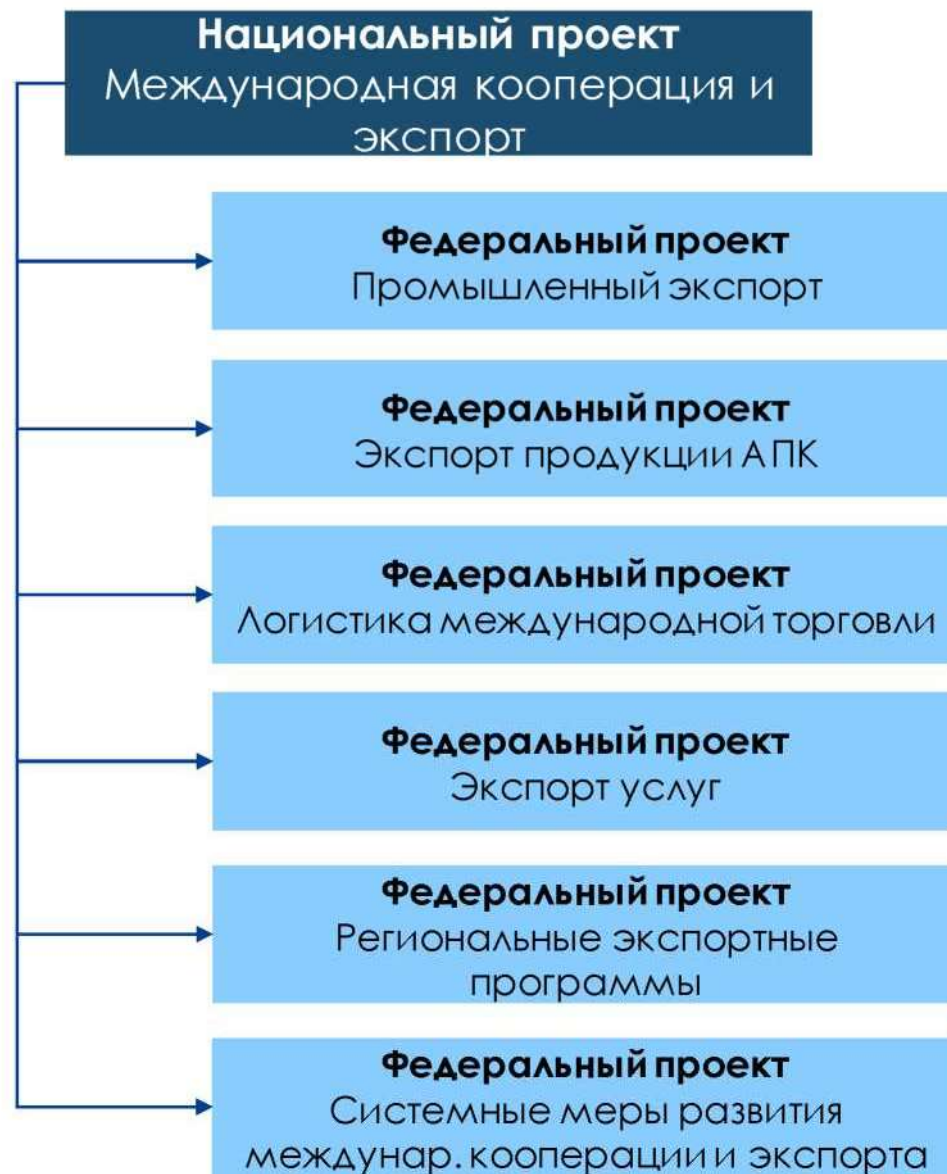 Национальный проект
Международная кооперация и
экспорт
Федеральный проект
Промышленный экспорт
Федеральный проект
Экспорт продукции АПК
Федеральный проект
Логистика международной торговли
Федеральный проект
Экспорт услуг
Федеральный проект
Региональные экспортные
программы
Федеральный проект
Системные меры развития
междунар. кооперации и экспорта